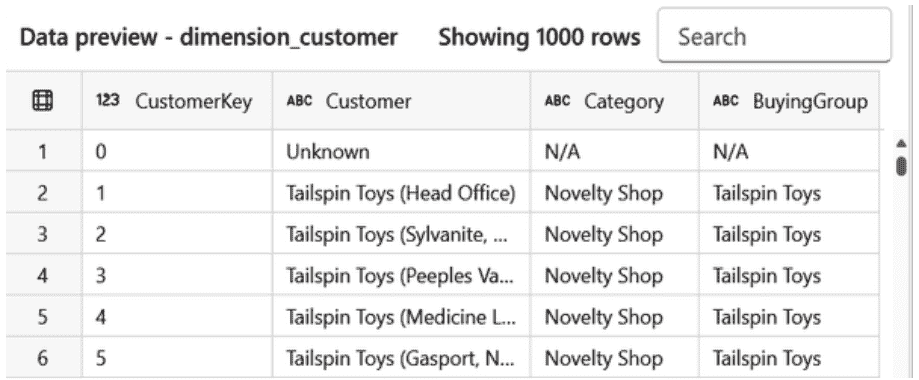 Data preview - dimension_customer Showing 1000 rows Search
123 CustomerKey ABC Customer ABC Category ABC BuyingGroup
1 0 Unknown N/A N/A
2 1 Tailspin Toys (Head Office) Novelty Shop Tailspin Toys
3 2 Tailspin Toys (Sylvanite, ... Novelty Shop Tailspin Toys
4 3 Tailspin Toys (Peeples Va... Novelty Shop Tailspin Toys
5 4 Tailspin Toys (Medicine L... Novelty Shop Tailspin Toys
6 5 Tailspin Toys (Gasport, N... Novelty Shop Tailspin Toys